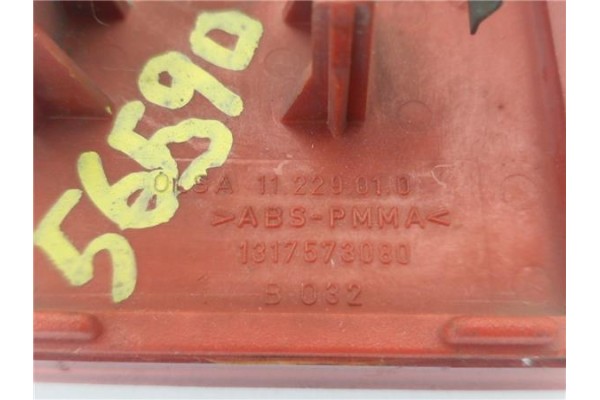 56590
OLSA 11.229.01.0
>ABS-PMMA<
1317573080
B 032